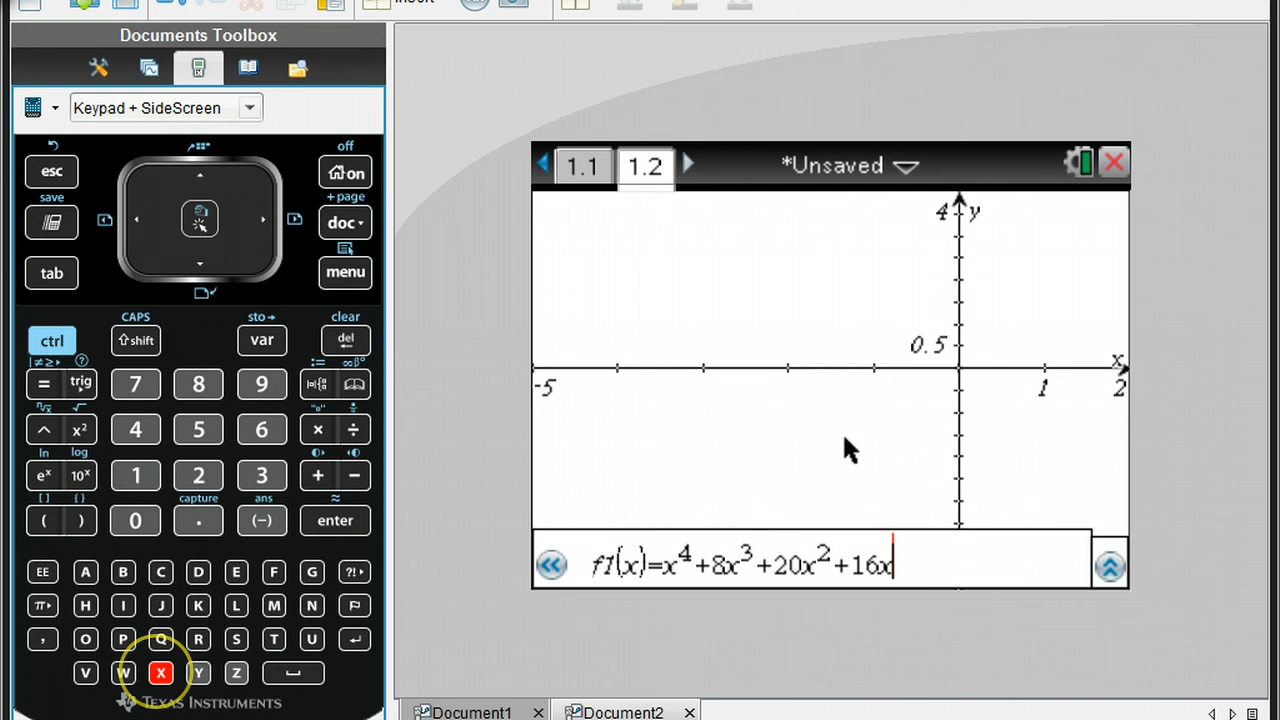 Insert
Documents Toolbox
Keypad + SideScreen
off
esc
on
save
+ page
doc
tab
menu
CAPS
sto→
clear
ctrl
⇧shift
var
del
|≠≥▸
?
:=
∞β°
= trig 7 8 9
ⁿ√x
√
"□"
^ x² 4 5 6 × ÷
ln
log
eˣ 10ˣ 1 2 3 + −
[ ]
{ }
capture
ans
≈
( ) 0 . (−) enter
EE A B C D E F G ?!▸
π▸ H I J K L M N
, O P Q R S T U ↵
V W X Y Z
TEXAS INSTRUMENTS
1.1 1.2 *Unsaved
4 y
0.5
x
-5 1 2
f1(x)=x⁴+8x³+20x²+16x
Document1 Document2